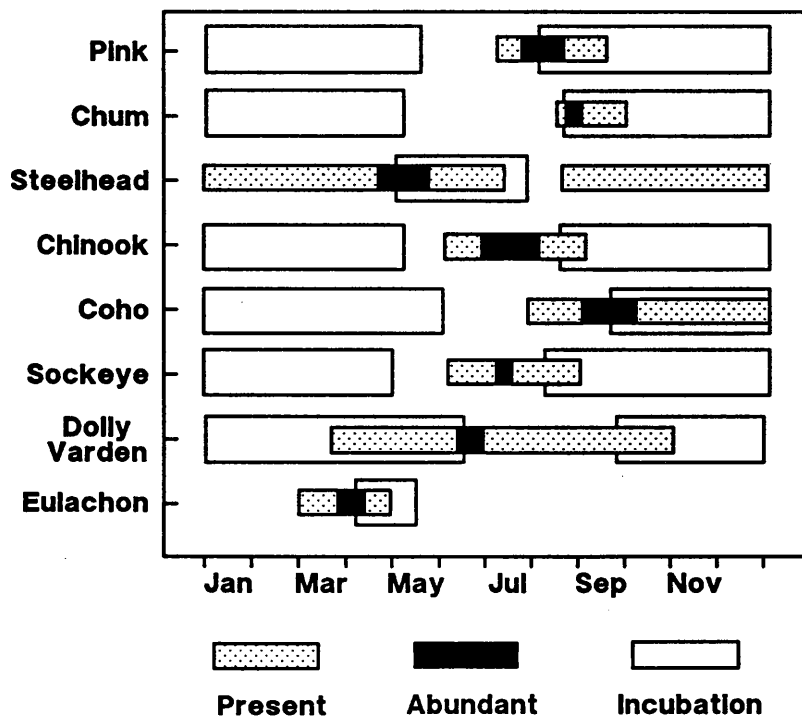 Pink
Chum
Steelhead
Chinook
Coho
Sockeye
Dolly
Varden
Eulachon
Jan Mar May Jul Sep Nov
Present Abundant Incubation